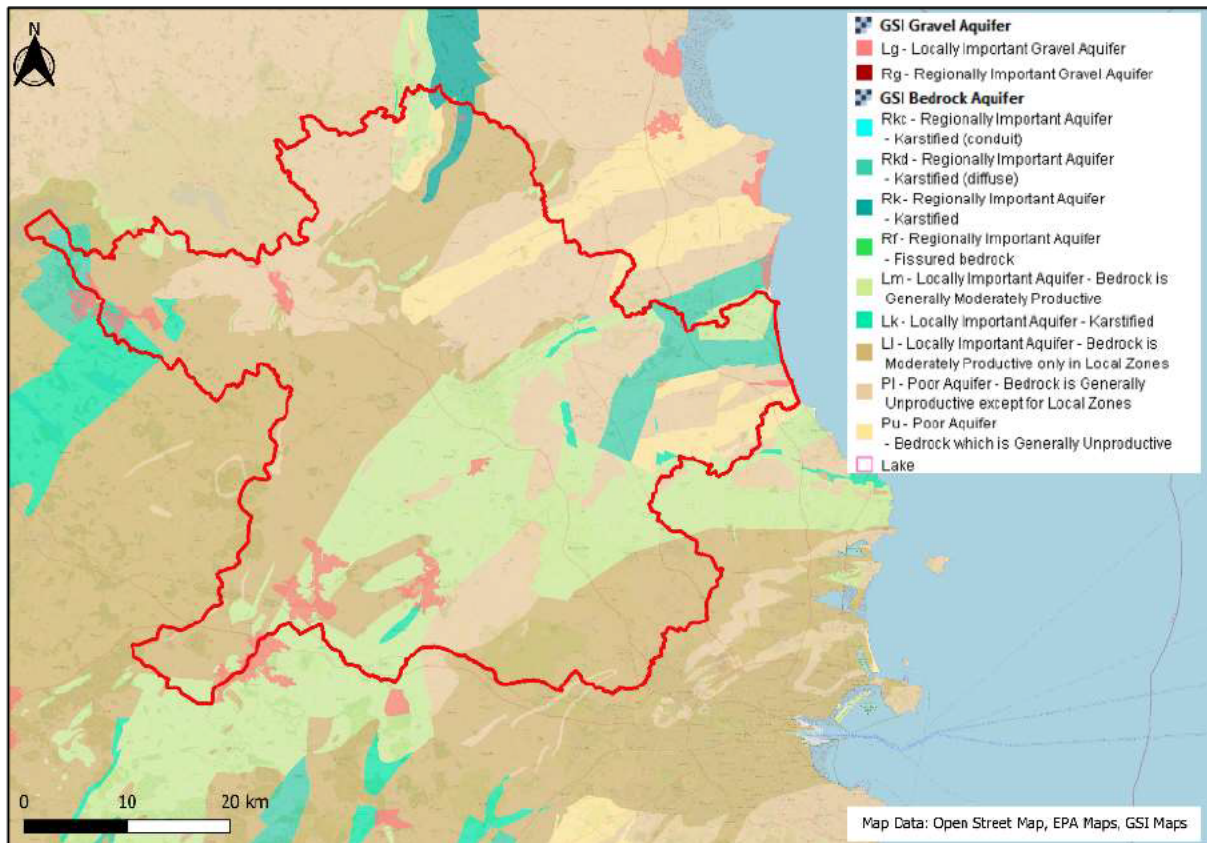 N
GSI Gravel Aquifer
Lg - Locally Important Gravel Aquifer
Rg - Regionally Important Gravel Aquifer
GSI Bedrock Aquifer
Rkc - Regionally Important Aquifer
- Karstified (conduit)
Rkd - Regionally Important Aquifer
- Karstified (diffuse)
Rk - Regionally Important Aquifer
- Karstified
Rf - Regionally Important Aquifer
- Fissured bedrock
Lm - Locally Important Aquifer - Bedrock is
Generally Moderately Productive
Lk - Locally Important Aquifer - Karstified
Ll - Locally Important Aquifer - Bedrock is
Moderately Productive only in Local Zones
Pl - Poor Aquifer - Bedrock is Generally
Unproductive except for Local Zones
Pu - Poor Aquifer
- Bedrock which is Generally Unproductive
Lake
0 10 20 km
Map Data: Open Street Map, EPA Maps, GSI Maps